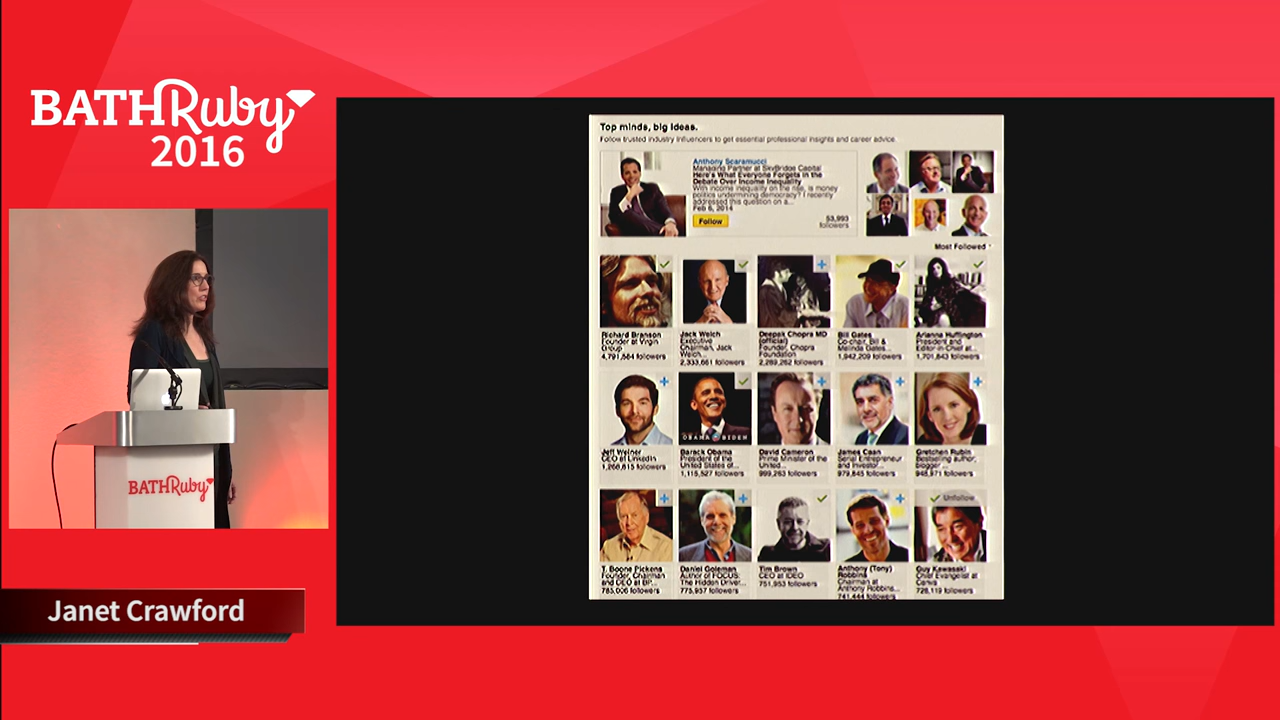 BATHRuby
2016
BATHRuby
Janet Crawford
Top minds, big ideas.
Follow trusted industry Influencers to get essential professional insights and career advice.
Anthony Scaramucci
Managing Partner at SkyBridge Capital
Here's What Everyone Forgets in the
Debate Over Income Inequality
With income inequality on the rise, is money
politics undermining democracy? I recently
addressed this question on a...
Feb 6, 2014
Follow
53,993
followers
Most Followed
Richard Branson
Founder at Virgin
Group
4,791,564 followers
Jack Welch
Executive
Chairman, Jack
Welch...
2,333,661 followers
Deepak Chopra MD
(official)
Founder, Chopra
Foundation
2,289,262 followers
Bill Gates
Co-chair, Bill &
Melinda Gates...
1,942,209 followers
Arianna Huffington
President and
Editor-in-Chief at...
1,701,643 followers
Jeff Weiner
CEO at LinkedIn
1,268,615 followers
OBAMA BIDEN
Barack Obama
President of the
United States of...
1,115,527 followers
David Cameron
Prime Minister of the
United...
999,263 followers
James Caan
Serial Entrepreneur
and Investor...
979,845 followers
Gretchen Rubin
Bestselling author,
blogger ...
948,971 followers
T. Boone Pickens
Founder, Chairman
and CEO at BP...
785,006 followers
Daniel Goleman
Author of FOCUS:
The Hidden Driver...
775,957 followers
Tim Brown
CEO at IDEO
751,953 followers
Anthony (Tony)
Robbins
Chairman at
Anthony Robbins...
741,444 followers
Unfollow
Guy Kawasaki
Chief Evangelist at
Canva
728,119 followers